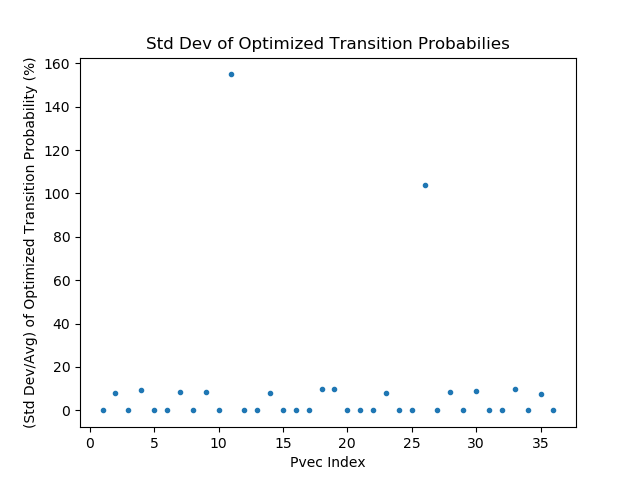 Std Dev of Optimized Transition Probabilies
(Std Dev/Avg) of Optimized Transition Probability (%)
160
140
120
100
80
60
40
20
0
0 5 10 15 20 25 30 35
Pvec Index